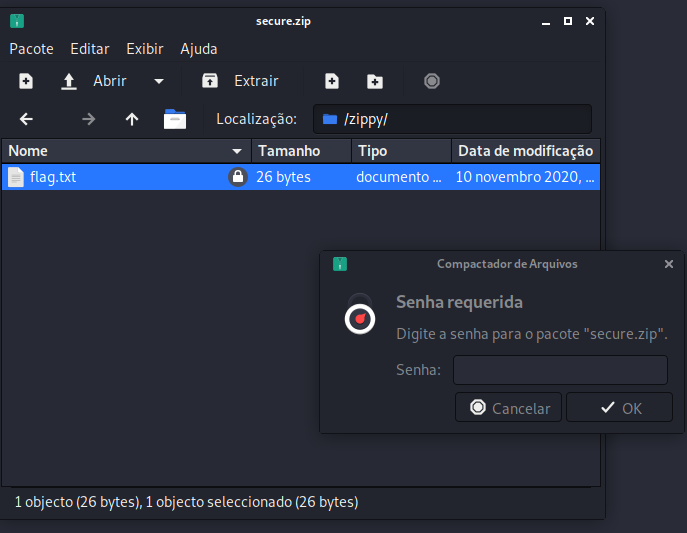 secure.zip
Pacote Editar Exibir Ajuda
Abrir Extrair
Localização: /zippy/
Nome Tamanho Tipo Data de modificação
flag.txt 26 bytes documento ... 10 novembro 2020, ...
Compactador de Arquivos
Senha requerida
Digite a senha para o pacote "secure.zip".
Senha:
Cancelar OK
1 objecto (26 bytes), 1 objecto seleccionado (26 bytes)